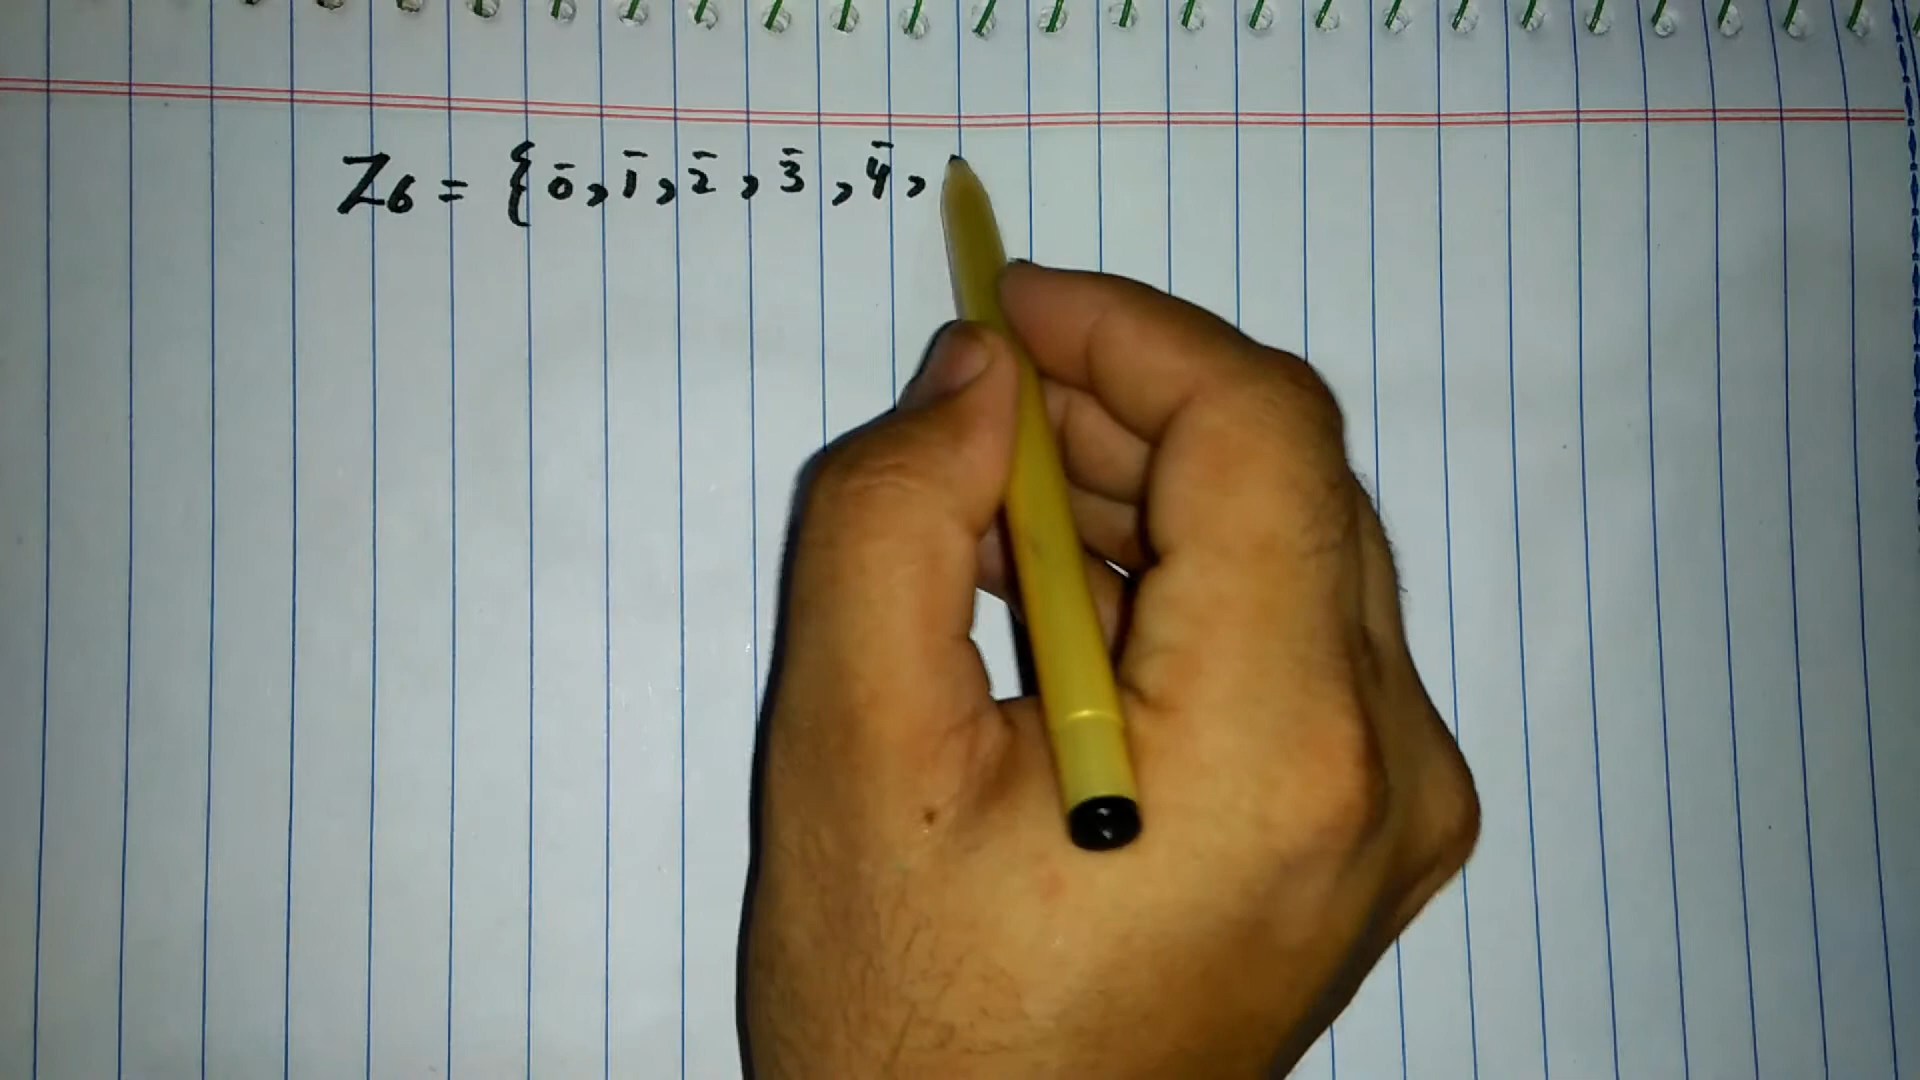 Z₆ = { 0̄, 1̄, 2̄, 3̄, 4̄,